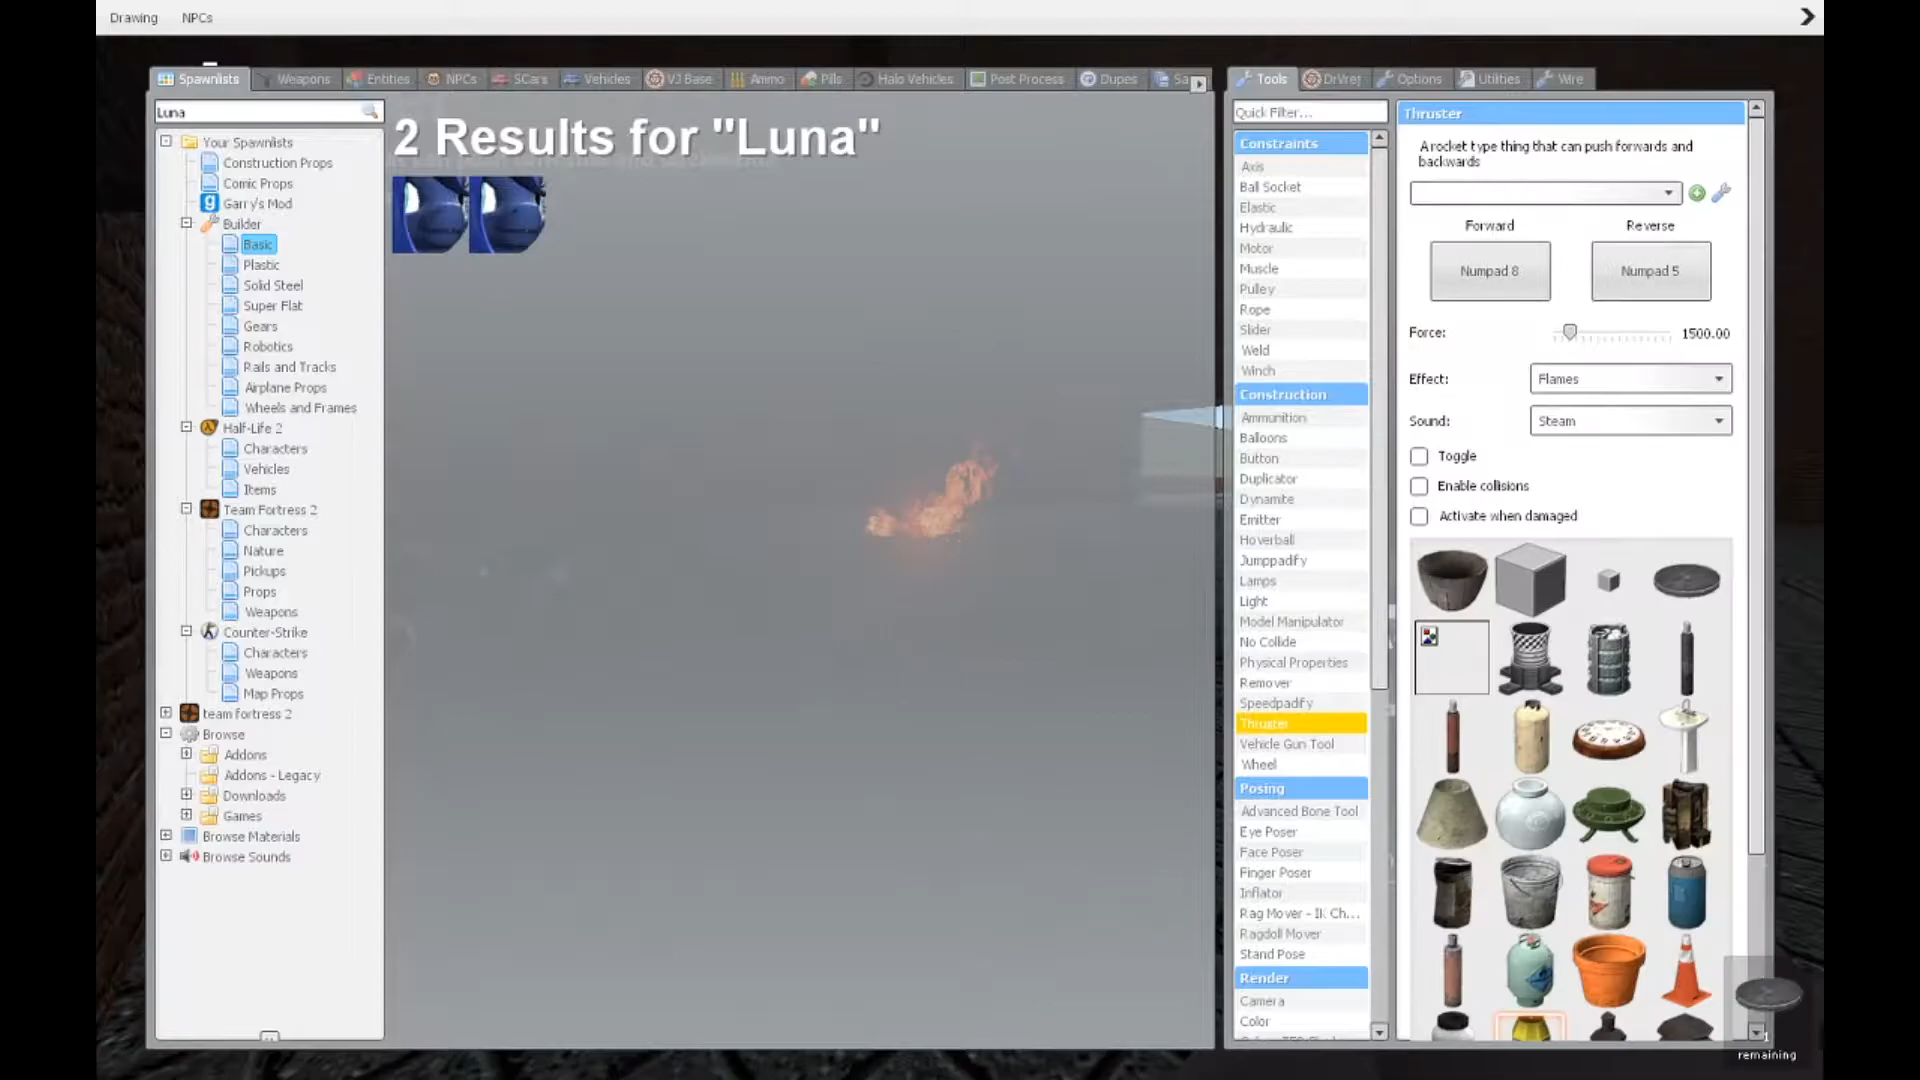 Drawing NPCs
Spawnlists Weapons Entities NPCs SCars Vehicles VJ Base Ammo Pills Halo Vehicles Post Process Dupes Sa
Luna
Your Spawnlists
Construction Props
Comic Props
Garry's Mod
Builder
Basic
Plastic
Solid Steel
Super Flat
Gears
Robotics
Rails and Tracks
Airplane Props
Wheels and Frames
Half-Life 2
Characters
Vehicles
Items
Team Fortress 2
Characters
Nature
Pickups
Props
Weapons
Counter-Strike
Characters
Weapons
Map Props
team fortress 2
Browse
Addons
Addons - Legacy
Downloads
Games
Browse Materials
Browse Sounds
2 Results for "Luna"
Tools DrVrej Options Utilities Wire
Quick Filter...
Constraints
Axis
Ball Socket
Elastic
Hydraulic
Motor
Muscle
Pulley
Rope
Slider
Weld
Winch
Construction
Ammunition
Balloons
Button
Duplicator
Dynamite
Emitter
Hoverball
Jumppadify
Lamps
Light
Model Manipulator
No Collide
Physical Properties
Remover
Speedpadify
Thruster
Vehicle Gun Tool
Wheel
Posing
Advanced Bone Tool
Eye Poser
Face Poser
Finger Poser
Inflator
Rag Mover - IK Ch...
Ragdoll Mover
Stand Pose
Render
Camera
Color
Thruster
A rocket type thing that can push forwards and
backwards
Forward Reverse
Numpad 8 Numpad 5
Force: 1500.00
Effect: Flames
Sound: Steam
Toggle
Enable collisions
Activate when damaged
1
remaining